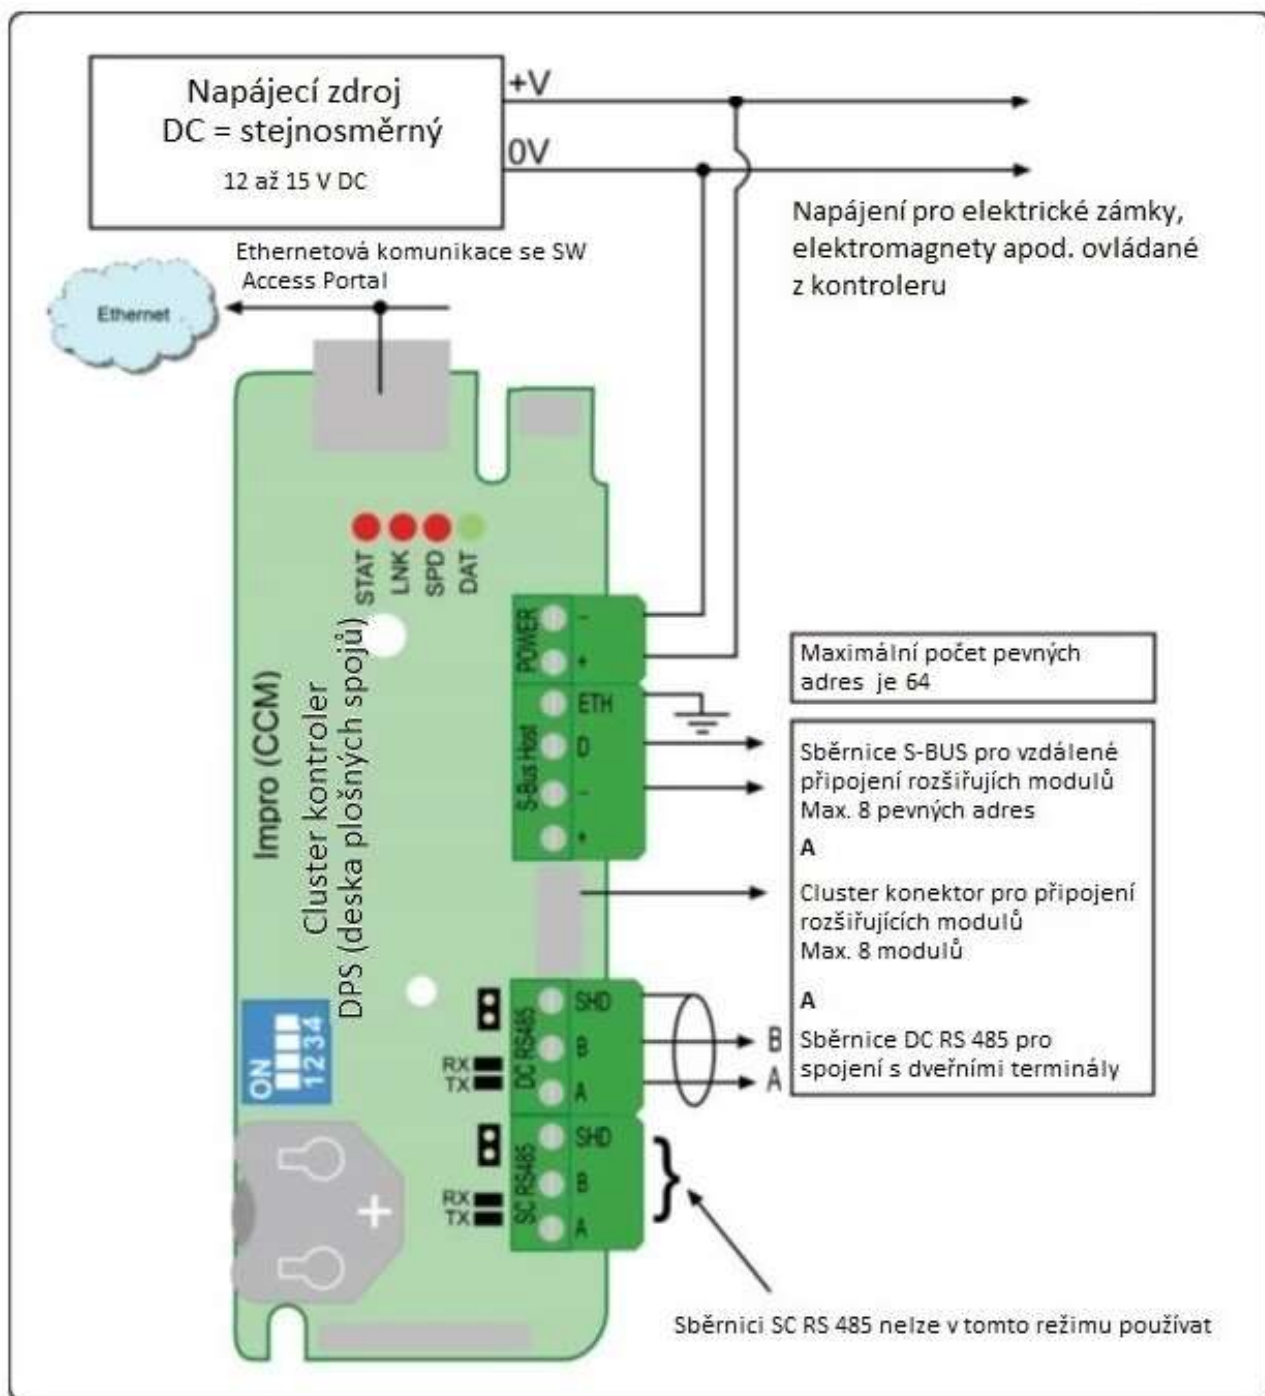 Napájecí zdroj
DC = stejnosměrný
12 až 15 V DC
+V
0V
Napájení pro elektrické zámky,
elektromagnety apod. ovládané
z kontroleru
Ethernetová komunikace se SW
Access Portal
Ethernet
STAT
LNK
SPD
DAT
Impro (CCM)
Cluster kontroler
DPS (deska plošných spojů)
POWER
-
+
S-Bus Host
ETH
D
-
+
Maximální počet pevných
adres je 64
Sběrnice S-BUS pro vzdálené
připojení rozšiřujích modulů
Max. 8 pevných adres
A
Cluster konektor pro připojení
rozšiřujících modulů
Max. 8 modulů
A
Sběrnice DC RS 485 pro
spojení s dveřními terminály
ON
1 2 3 4
RX
TX
DC RS485
SHD
B
A
B
A
RX
TX
SC RS485
SHD
B
A
+
Sběrnici SC RS 485 nelze v tomto režimu používat